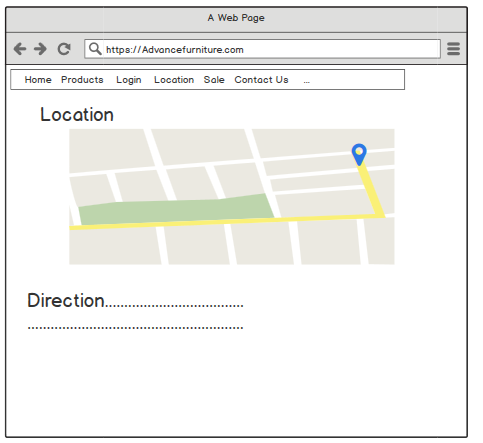 A Web Page
https://Advancefurniture.com
Home Products Login Location Sale Contact Us ...
Location
Direction....................................
........................................................